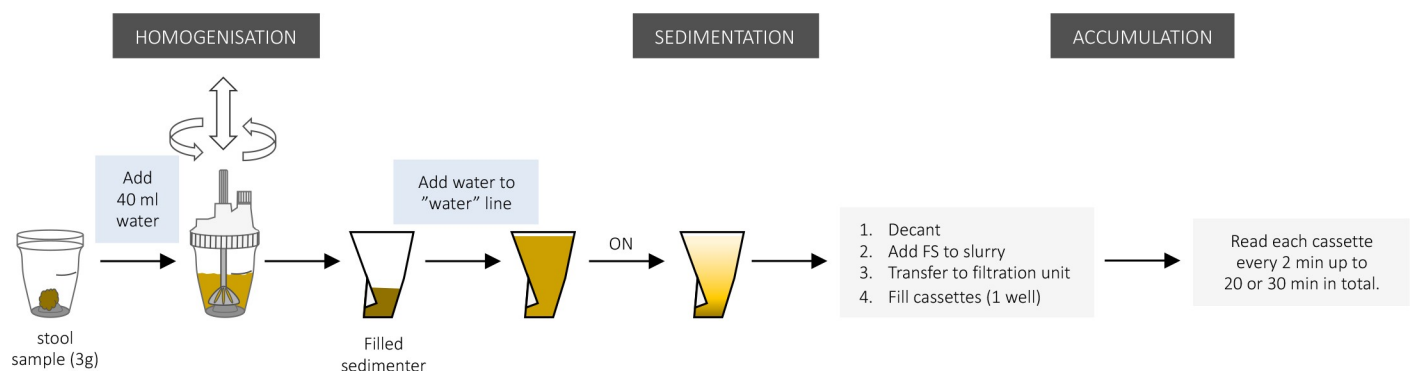 HOMOGENISATION
SEDIMENTATION
ACCUMULATION
Add
40 ml
water
Add water to
”water” line
ON
1. Decant
2. Add FS to slurry
3. Transfer to filtration unit
4. Fill cassettes (1 well)
Read each cassette
every 2 min up to
20 or 30 min in total.
stool
sample (3g)
Filled
sedimenter